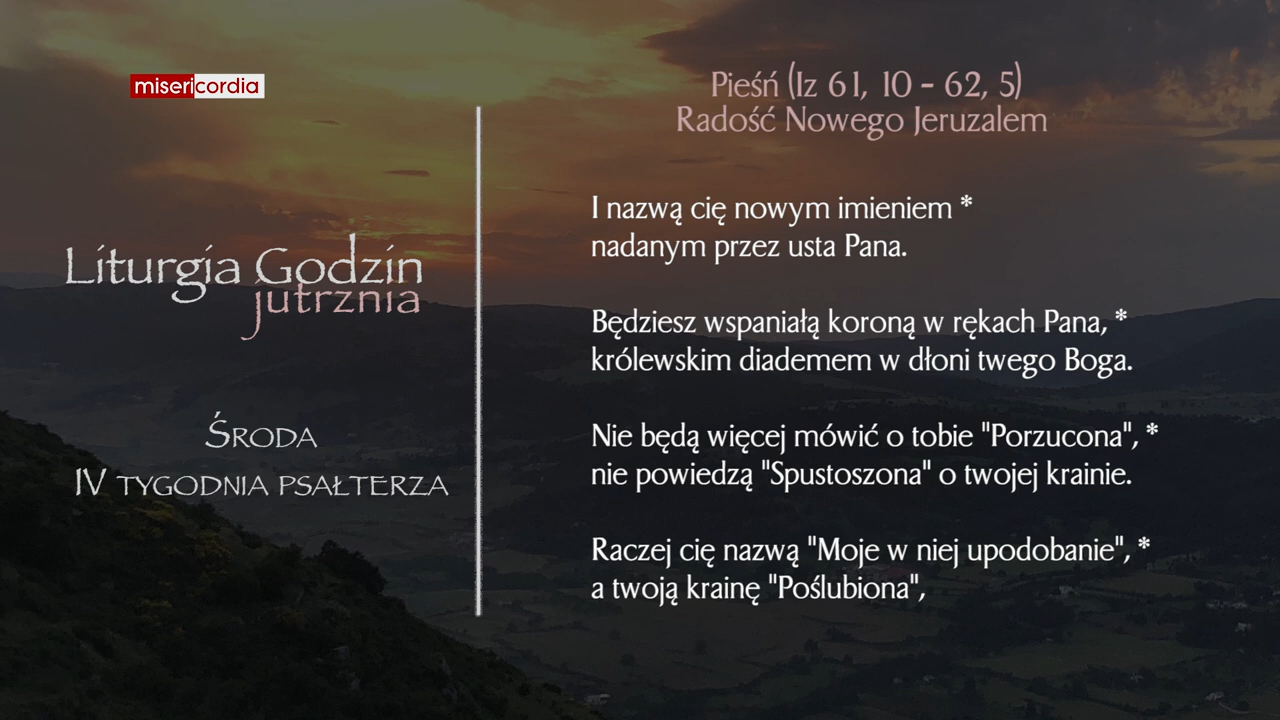 misericordia
Liturgia Godzin
jutrznia
Środa
IV tygodnia psałterza
Pieśń (Iz 61, 10 - 62, 5)
Radość Nowego Jeruzalem
I nazwą cię nowym imieniem *
nadanym przez usta Pana.
Będziesz wspaniałą koroną w rękach Pana, *
królewskim diademem w dłoni twego Boga.
Nie będą więcej mówić o tobie "Porzucona", *
nie powiedzą "Spustoszona" o twojej krainie.
Raczej cię nazwą "Moje w niej upodobanie", *
a twoją krainę "Poślubiona",